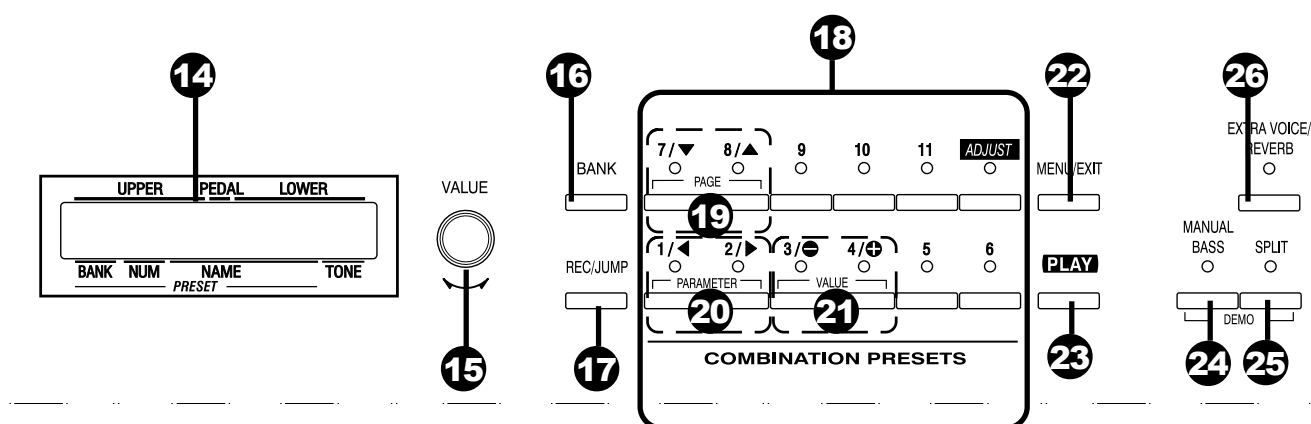 18
14
16
22
26
EXTRA VOICE/
REVERB
7/▼ 8/▲ 9 10 11 ADJUST
BANK
PAGE
MENU/EXIT
UPPER PEDAL LOWER
VALUE
19
MANUAL
BASS
SPLIT
1/◀ 2/▶ 3/⊖ 4/⊕ 5 6
REC/JUMP
PARAMETER
VALUE
PLAY
BANK NUM NAME TONE
PRESET
20
21
DEMO
COMBINATION PRESETS
15
17
23
24
25